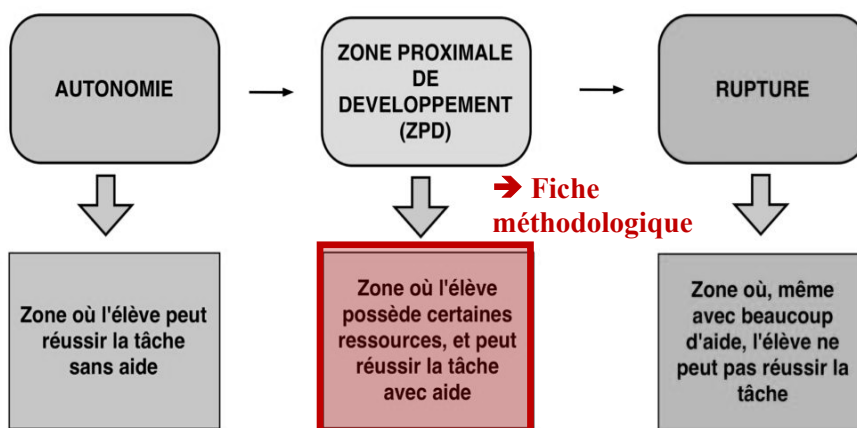 AUTONOMIE
ZONE PROXIMALE
DE
DEVELOPPEMENT
(ZPD)
RUPTURE
➔ Fiche
méthodologique
Zone où l'élève peut
réussir la tâche
sans aide
Zone où l'élève
possède certaines
ressources, et peut
réussir la tâche
avec aide
Zone où, même
avec beaucoup
d'aide, l'élève ne
peut pas réussir la
tâche